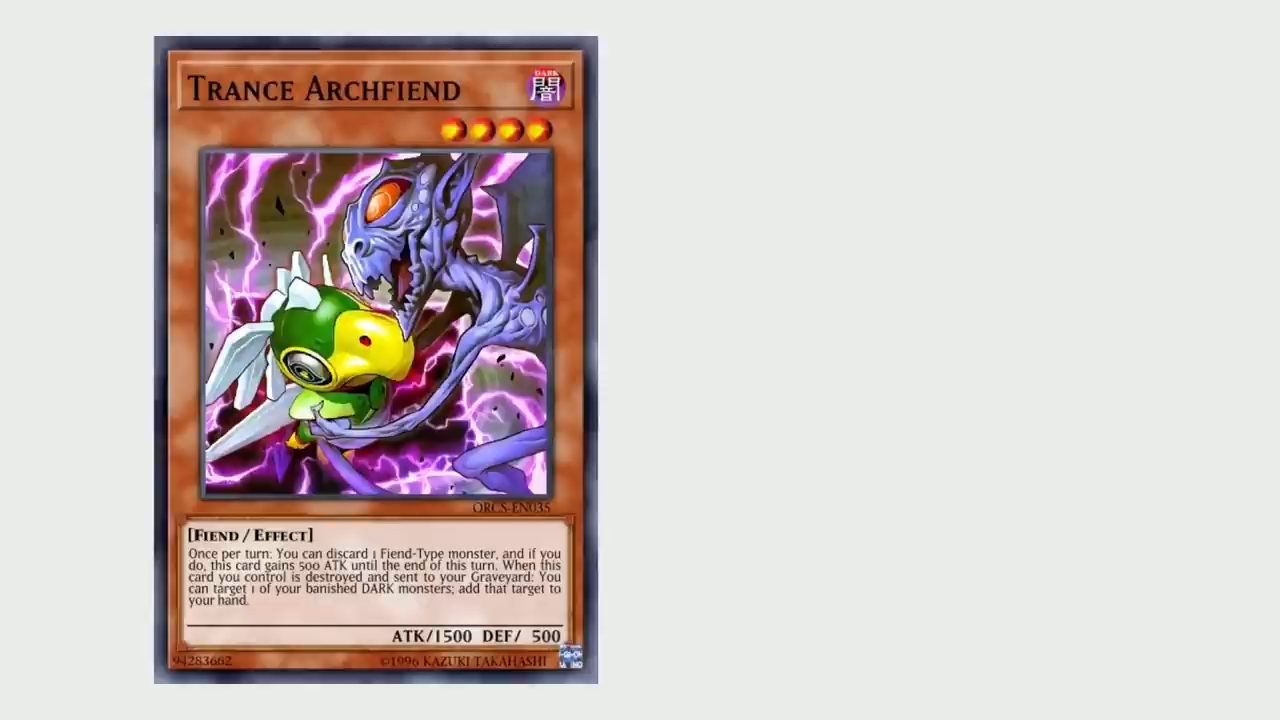 Trance Archfiend
DARK
闇
ORCS-EN035
[Fiend / Effect]
Once per turn: You can discard 1 Fiend-Type monster, and if you
do, this card gains 500 ATK until the end of this turn. When this
card you control is destroyed and sent to your Graveyard: You
can target 1 of your banished DARK monsters; add that target to
your hand.
ATK/1500 DEF/ 500
94283662
©1996 KAZUKI TAKAHASHI